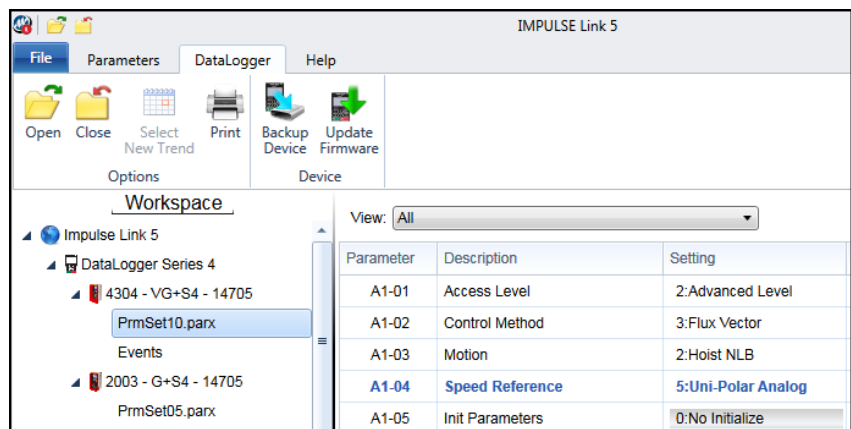 IMPULSE Link 5
File Parameters DataLogger Help
Open Close Select New Trend Print Backup Device Update Firmware
Options Device
Workspace
Impulse Link 5
DataLogger Series 4
4304 - VG+S4 - 14705
PrmSet10.parx
Events
2003 - G+S4 - 14705
PrmSet05.parx
View: All
Parameter Description Setting
A1-01 Access Level 2:Advanced Level
A1-02 Control Method 3:Flux Vector
A1-03 Motion 2:Hoist NLB
A1-04 Speed Reference 5:Uni-Polar Analog
A1-05 Init Parameters 0:No Initialize